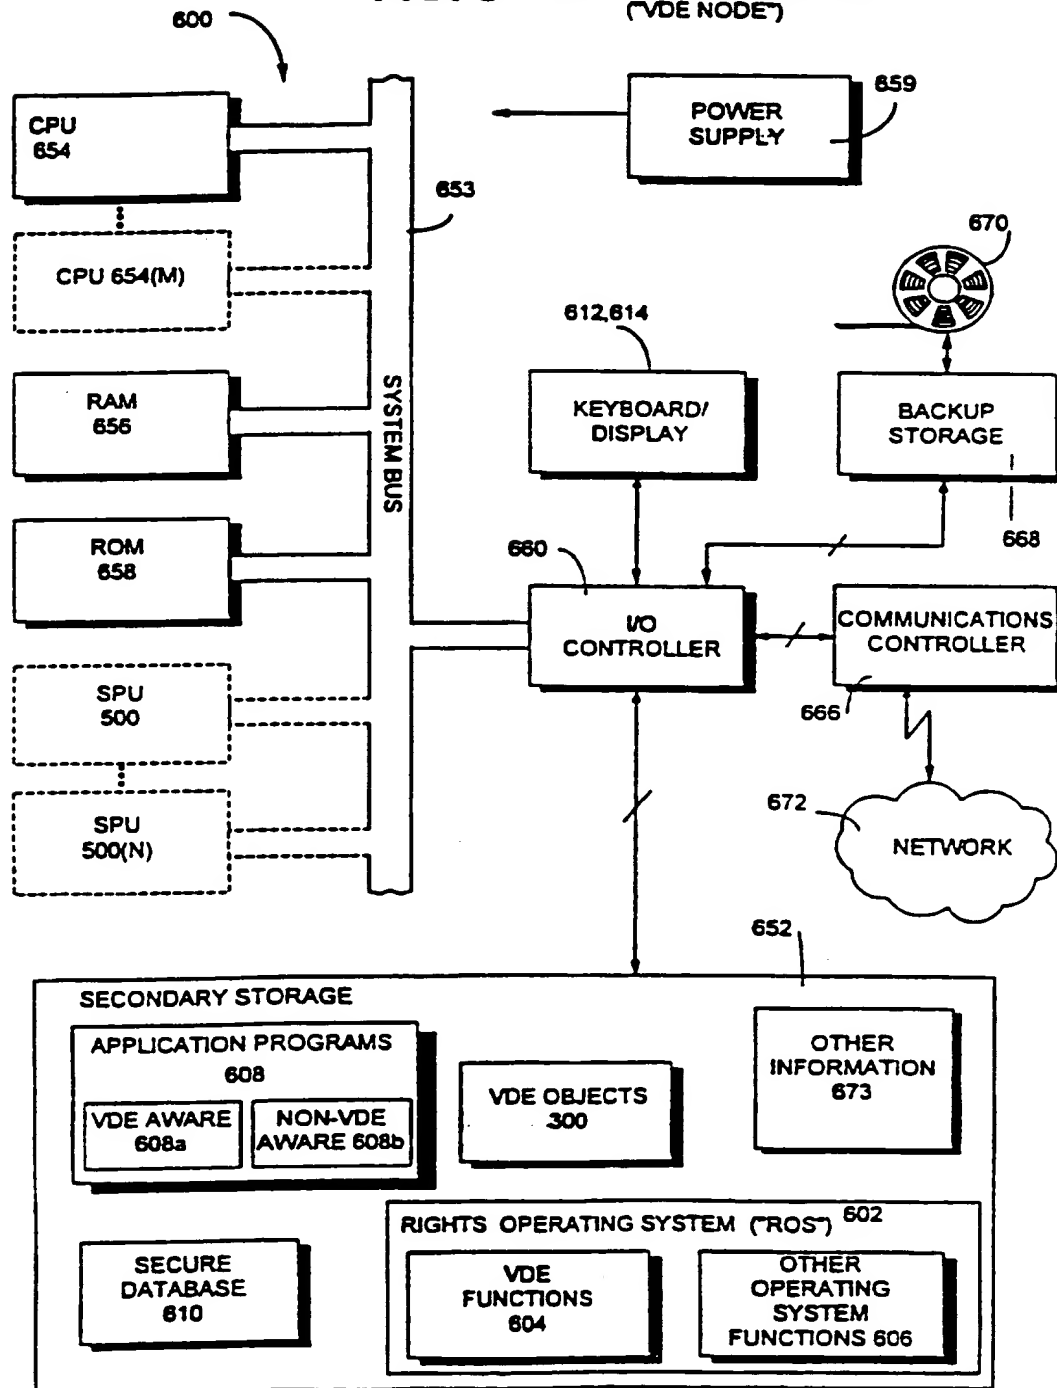 ("VDE NODE")
600
CPU
654
POWER
SUPPLY
659
653
CPU 654(M)
670
612,614
RAM
656
SYSTEM BUS
KEYBOARD/
DISPLAY
BACKUP
STORAGE
668
ROM
658
660
I/O
CONTROLLER
COMMUNICATIONS
CONTROLLER
666
SPU
500
672
NETWORK
SPU
500(N)
652
SECONDARY STORAGE
APPLICATION PROGRAMS
608
VDE AWARE
608a
NON-VDE
AWARE 608b
VDE OBJECTS
300
OTHER
INFORMATION
673
SECURE
DATABASE
610
RIGHTS OPERATING SYSTEM ("ROS") 602
VDE
FUNCTIONS
604
OTHER
OPERATING
SYSTEM
FUNCTIONS 606